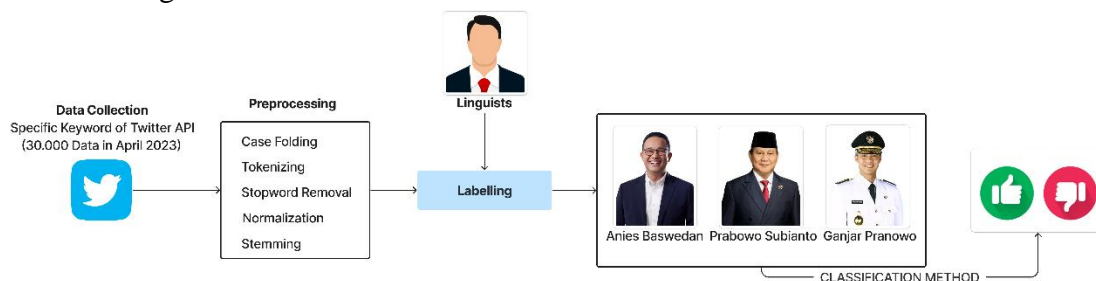 Data Collection
Specific Keyword of Twitter API
(30.000 Data in April 2023)
Preprocessing
Case Folding
Tokenizing
Stopword Removal
Normalization
Stemming
Linguists
Labelling
Anies Baswedan
Prabowo Subianto
Ganjar Pranowo
CLASSIFICATION METHOD